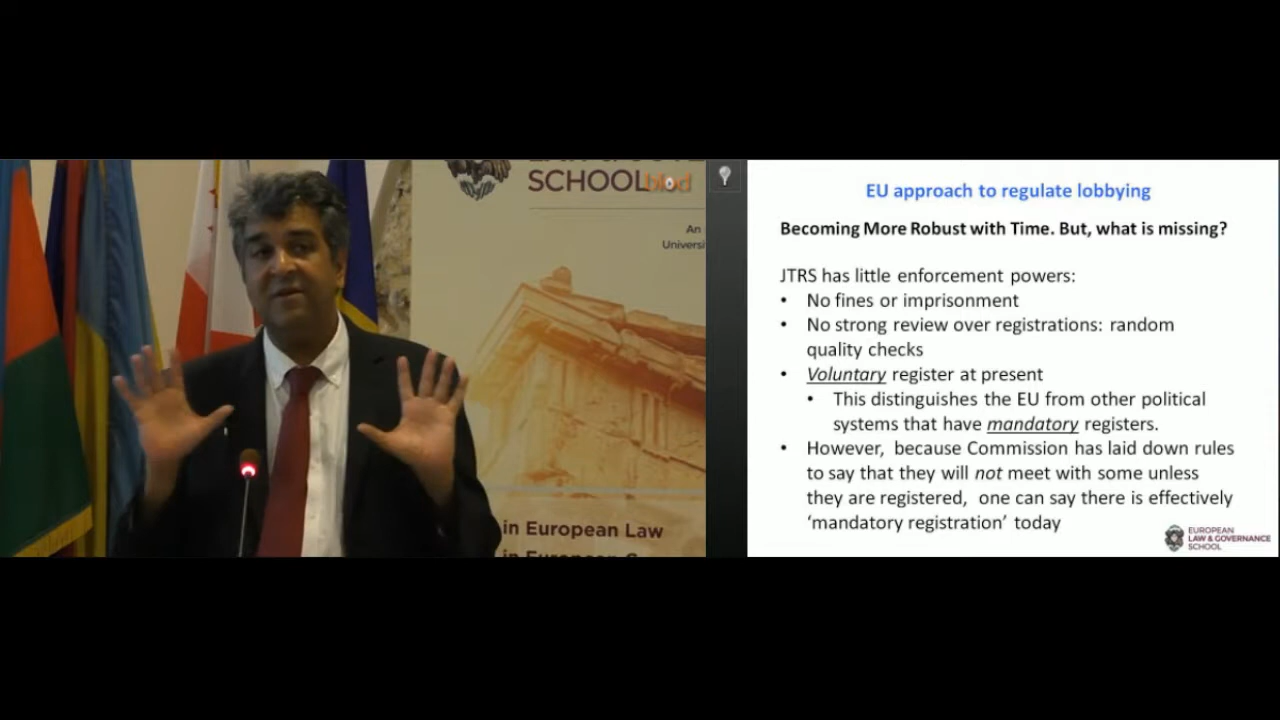 SCHOOL
An
in European Law
EU approach to regulate lobbying
Becoming More Robust with Time. But, what is missing?
JTRS has little enforcement powers:
• No fines or imprisonment
• No strong review over registrations: random
quality checks
• Voluntary register at present
• This distinguishes the EU from other political
systems that have mandatory registers.
• However, because Commission has laid down rules
to say that they will not meet with some unless
they are registered, one can say there is effectively
‘mandatory registration’ today
EUROPEAN
LAW & GOVERNANCE
SCHOOL